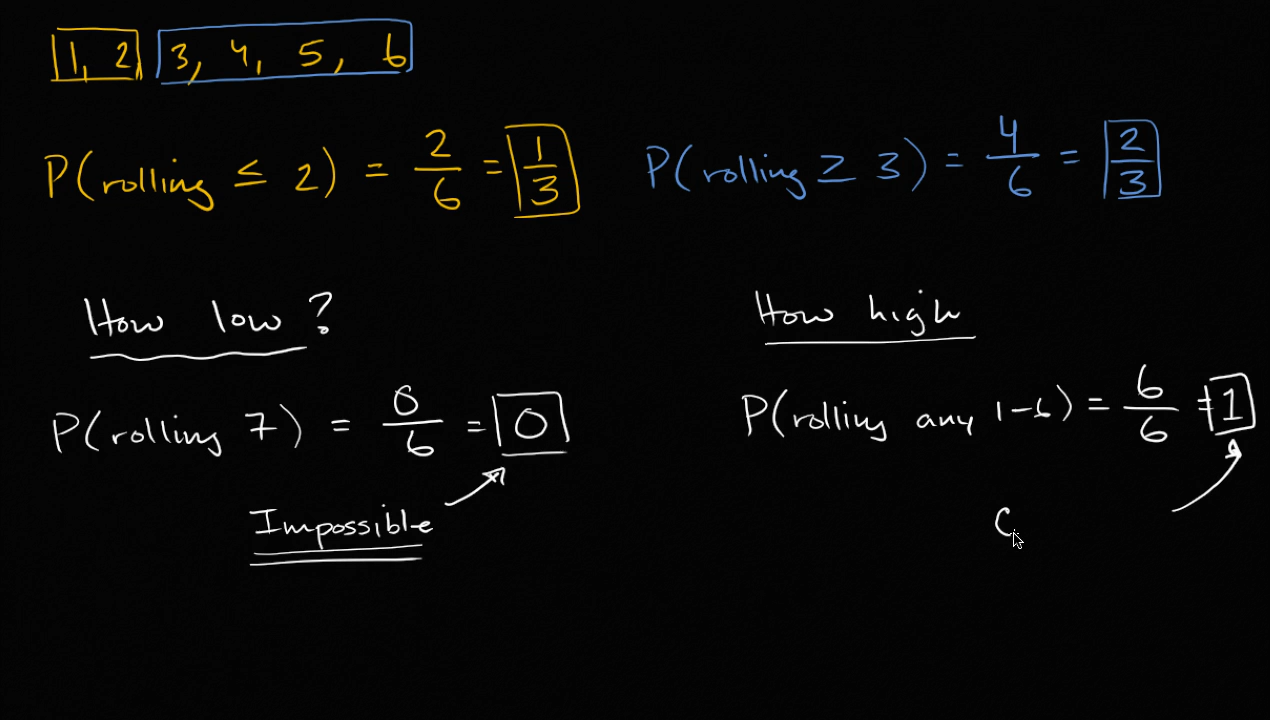 1, 2, 3, 4, 5, 6
P(rolling ≤ 2) = 2/6 = 1/3
P(rolling ≥ 3) = 4/6 = 2/3
How low?
How high
P(rolling 7) = 0/6 = 0
P(rolling any 1-6) = 6/6 = 1
Impossible
C